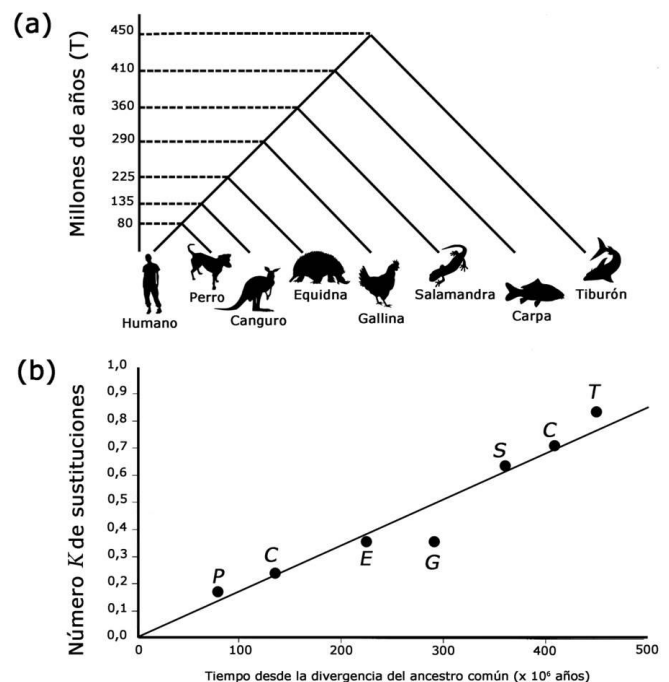 (a)
Millones de años (T)
450
410
360
290
225
135
80
Humano
Perro
Canguro
Equidna
Gallina
Salamandra
Carpa
Tiburón
(b)
Número K de sustituciones
1,0
0,9
0,8
0,7
0,6
0,5
0,4
0,3
0,2
0,1
0,0
P
C
E
G
S
C
T
0
100
200
300
400
500
Tiempo desde la divergencia del ancestro común (x 10⁶ años)